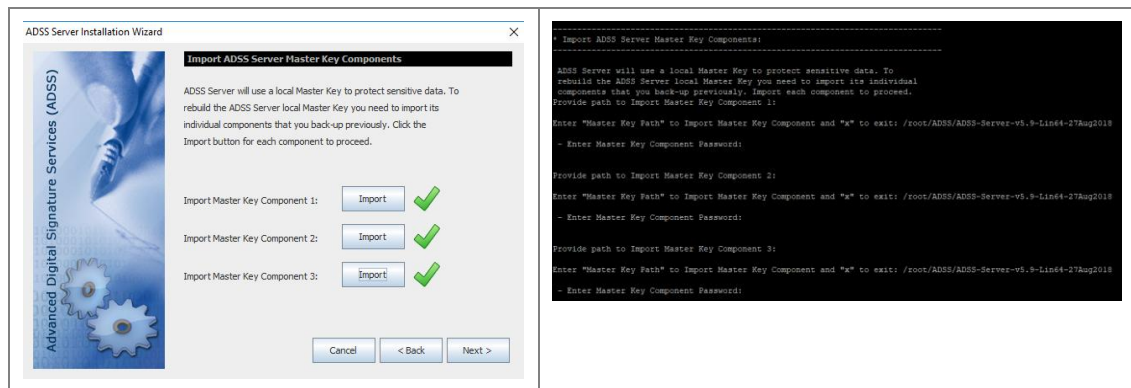 ADSS Server Installation Wizard
Advanced Digital Signature Services (ADSS)
Import ADSS Server Master Key Components
ADSS Server will use a local Master Key to protect sensitive data. To
rebuild the ADSS Server local Master Key you need to import its
individual components that you back-up previously. Click the
Import button for each component to proceed.
Import Master Key Component 1: Import
Import Master Key Component 2: Import
Import Master Key Component 3: Import
Cancel < Back Next >
* Import ADSS Server Master Key Components:
ADSS Server will use a local Master Key to protect sensitive data. To
rebuild the ADSS Server local Master Key you need to import its individual
components that you back-up previously. Import each component to proceed.
Provide path to Import Master Key Component 1:
Enter "Master Key Path" to Import Master Key Component and "x" to exit: /root/ADSS/ADSS-Server-v5.9-Lin64-27Aug2018
- Enter Master Key Component Password:
Provide path to Import Master Key Component 2:
Enter "Master Key Path" to Import Master Key Component and "x" to exit: /root/ADSS/ADSS-Server-v5.9-Lin64-27Aug2018
- Enter Master Key Component Password:
Provide path to Import Master Key Component 3:
Enter "Master Key Path" to Import Master Key Component and "x" to exit: /root/ADSS/ADSS-Server-v5.9-Lin64-27Aug2018
- Enter Master Key Component Password: